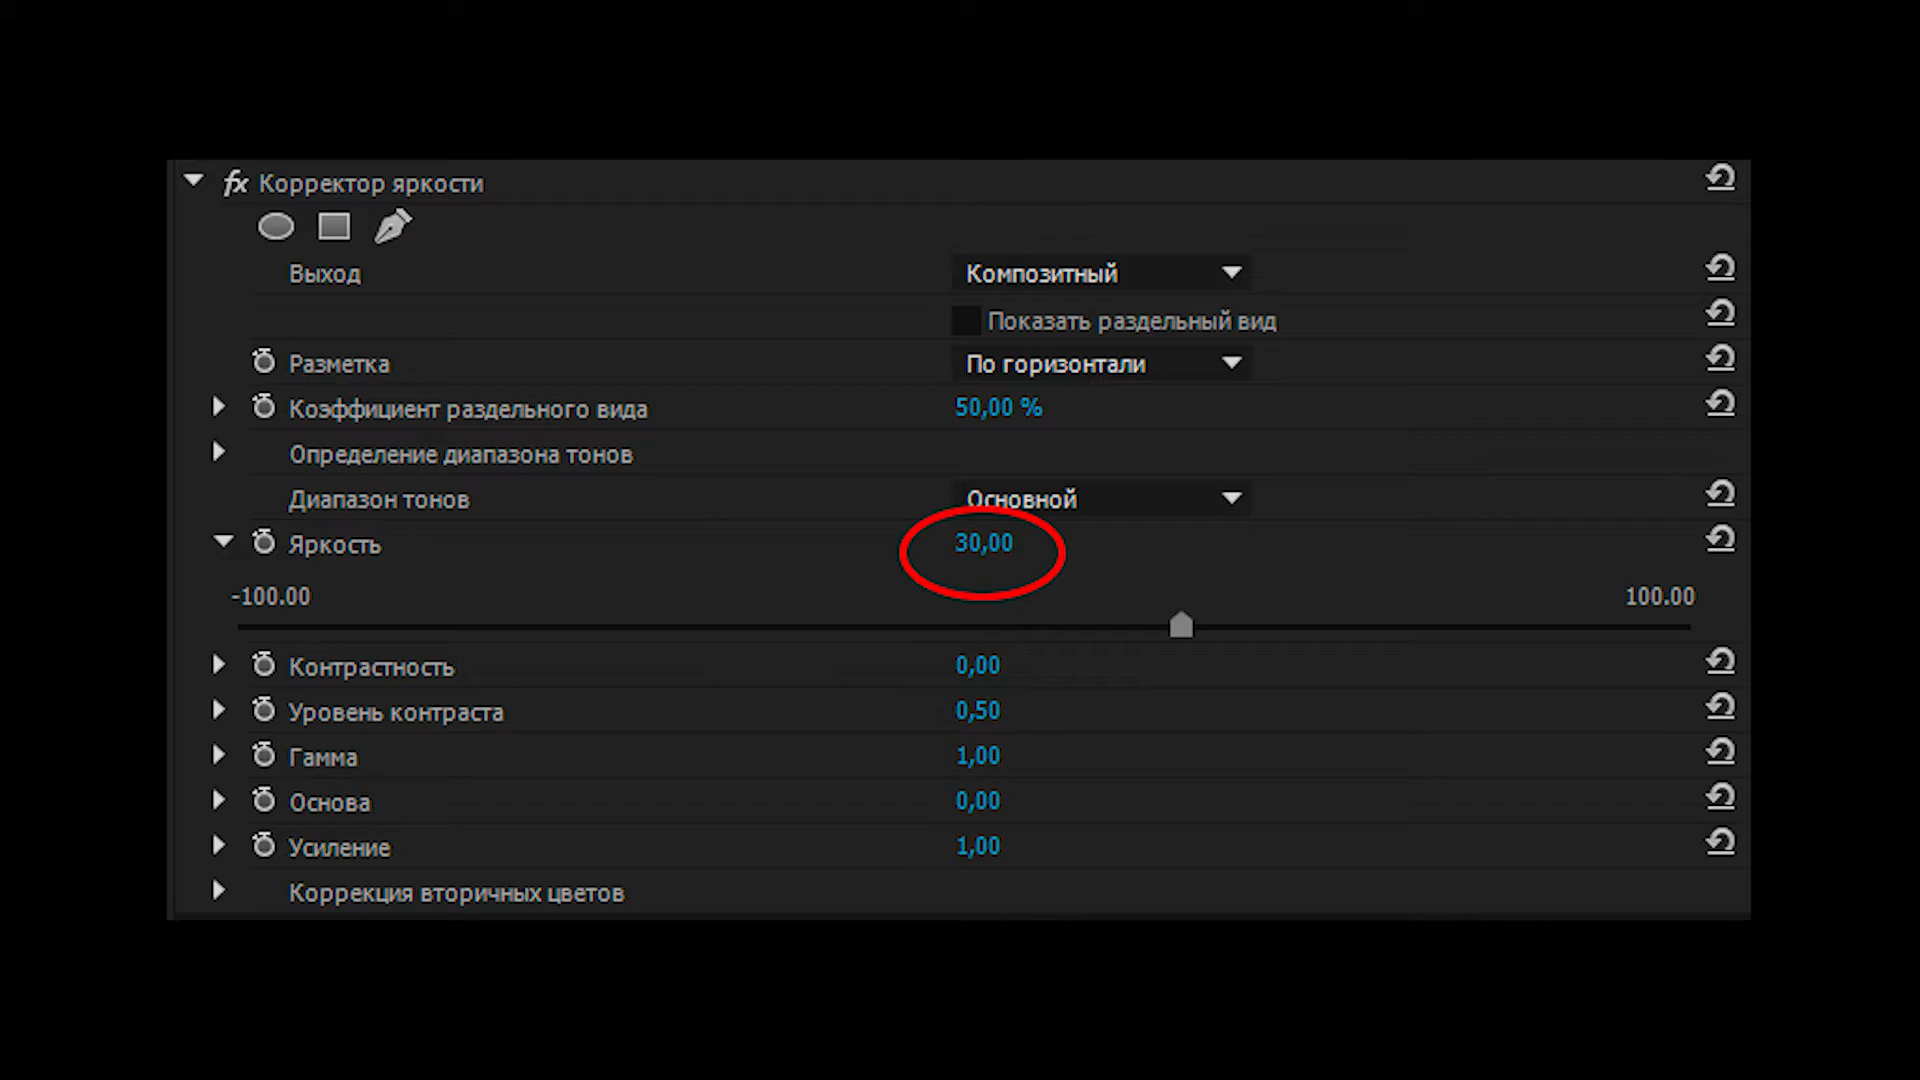 fx Корректор яркости
Выход Композитный
Показать раздельный вид
Разметка По горизонтали
Коэффициент раздельного вида 50,00 %
Определение диапазона тонов
Диапазон тонов Основной
Яркость 30,00
-100.00 100.00
Контрастность 0,00
Уровень контраста 0,50
Гамма 1,00
Основа 0,00
Усиление 1,00
Коррекция вторичных цветов